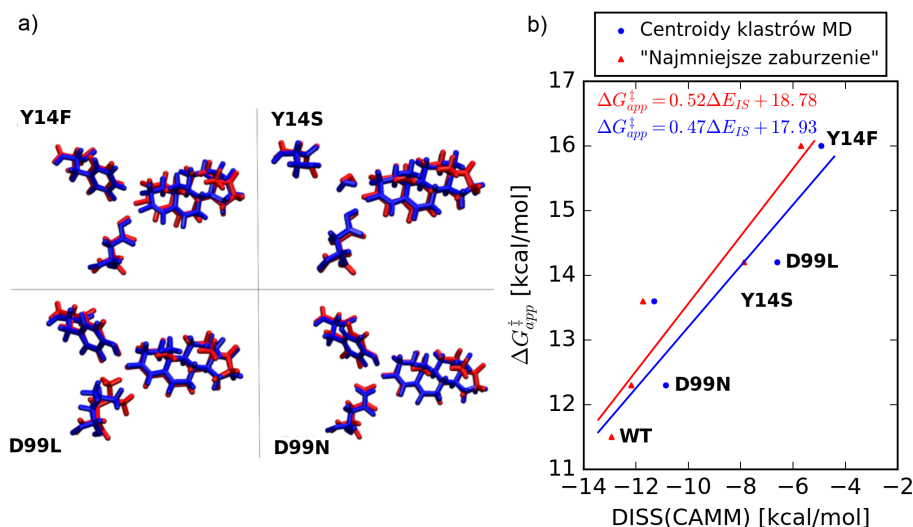 a)
Y14F
Y14S
D99L
D99N
b)
Centroidy klastrów MD
"Najmniejsze zaburzenie"
ΔG‡app = 0.52ΔE_IS + 18.78
ΔG‡app = 0.47ΔE_IS + 17.93
17
16
15
14
13
12
11
ΔG‡app [kcal/mol]
Y14F
D99L
Y14S
D99N
WT
−14 −12 −10 −8 −6 −4 −2
DISS(CAMM) [kcal/mol]